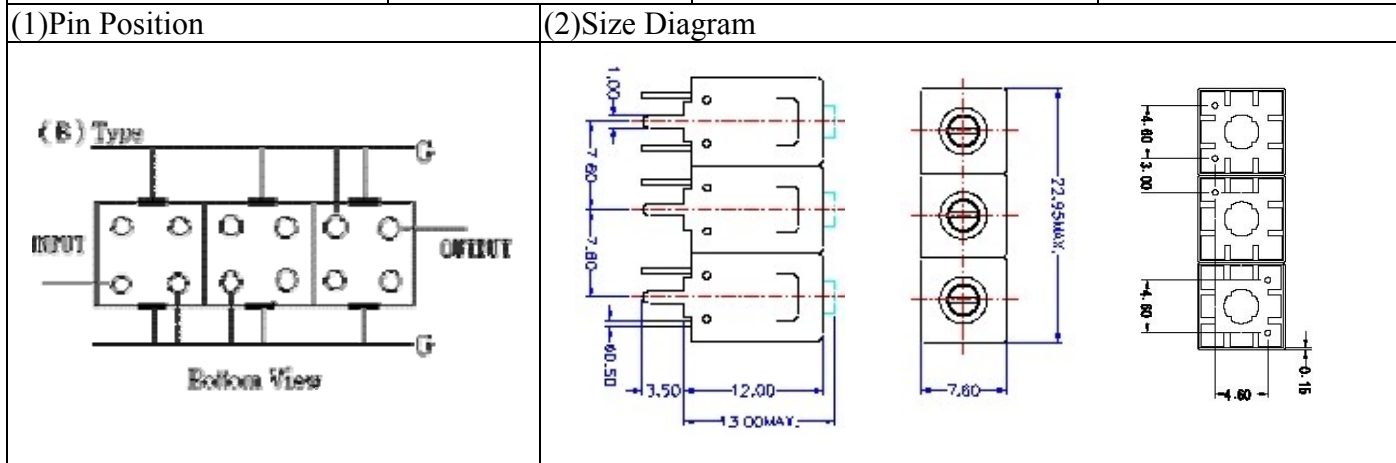 (1)Pin Position
(2)Size Diagram
(B) Type
G
INPUT
OUTPUT
G
Bottom View
1.00
7.60
7.60
φ0.50
3.50
12.00
13.00MAX.
22.95MAX.
7.60
4.60
3.00
4.60
4.60
0.15